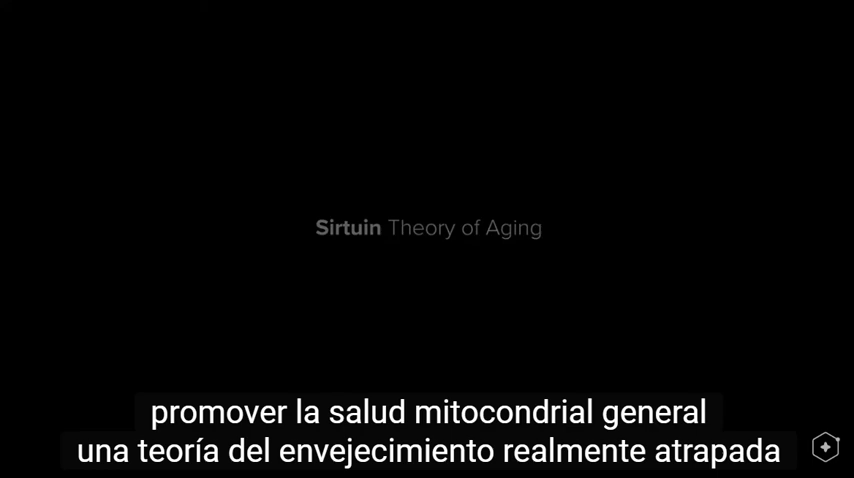 Sirtuin Theory of Aging
promover la salud mitocondrial general
una teoría del envejecimiento realmente atrapada